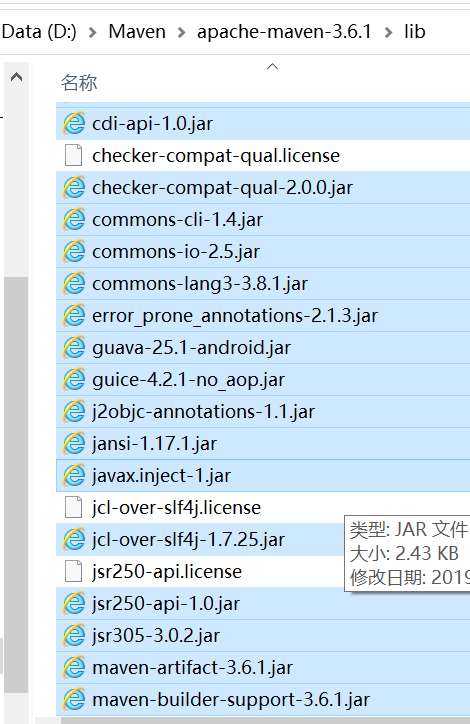 Data (D:) > Maven > apache-maven-3.6.1 > lib
名称
cdi-api-1.0.jar
checker-compat-qual.license
checker-compat-qual-2.0.0.jar
commons-cli-1.4.jar
commons-io-2.5.jar
commons-lang3-3.8.1.jar
error_prone_annotations-2.1.3.jar
guava-25.1-android.jar
guice-4.2.1-no_aop.jar
j2objc-annotations-1.1.jar
jansi-1.17.1.jar
javax.inject-1.jar
jcl-over-slf4j.license
jcl-over-slf4j-1.7.25.jar
类型: JAR 文件
大小: 2.43 KB
修改日期: 2019
jsr250-api.license
jsr250-api-1.0.jar
jsr305-3.0.2.jar
maven-artifact-3.6.1.jar
maven-builder-support-3.6.1.jar